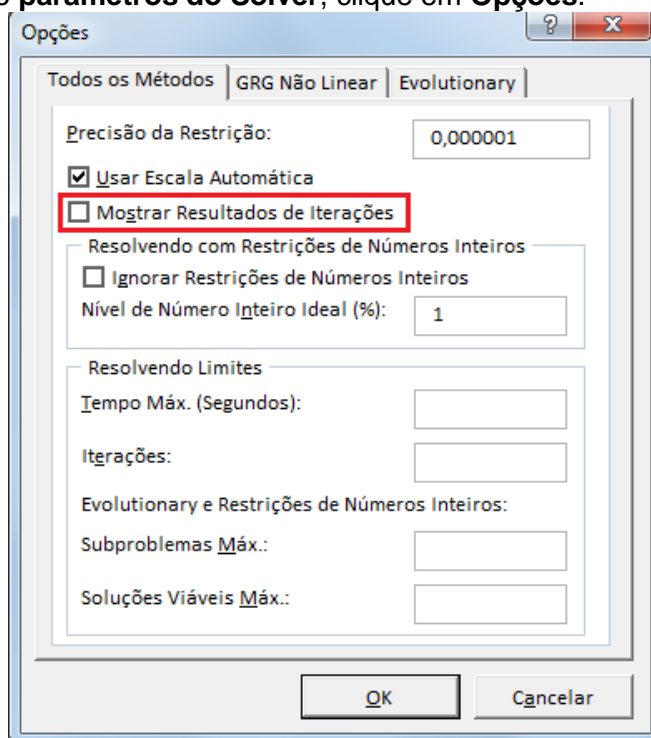 parâmetros do Solver, clique em Opções.
Opções
Todos os Métodos GRG Não Linear Evolutionary
Precisão da Restrição: 0,000001
Usar Escala Automática
Mostrar Resultados de Iterações
Resolvendo com Restrições de Números Inteiros
Ignorar Restrições de Números Inteiros
Nível de Número Inteiro Ideal (%): 1
Resolvendo Limites
Tempo Máx. (Segundos):
Iterações:
Evolutionary e Restrições de Números Inteiros:
Subproblemas Máx.:
Soluções Viáveis Máx.:
OK Cancelar